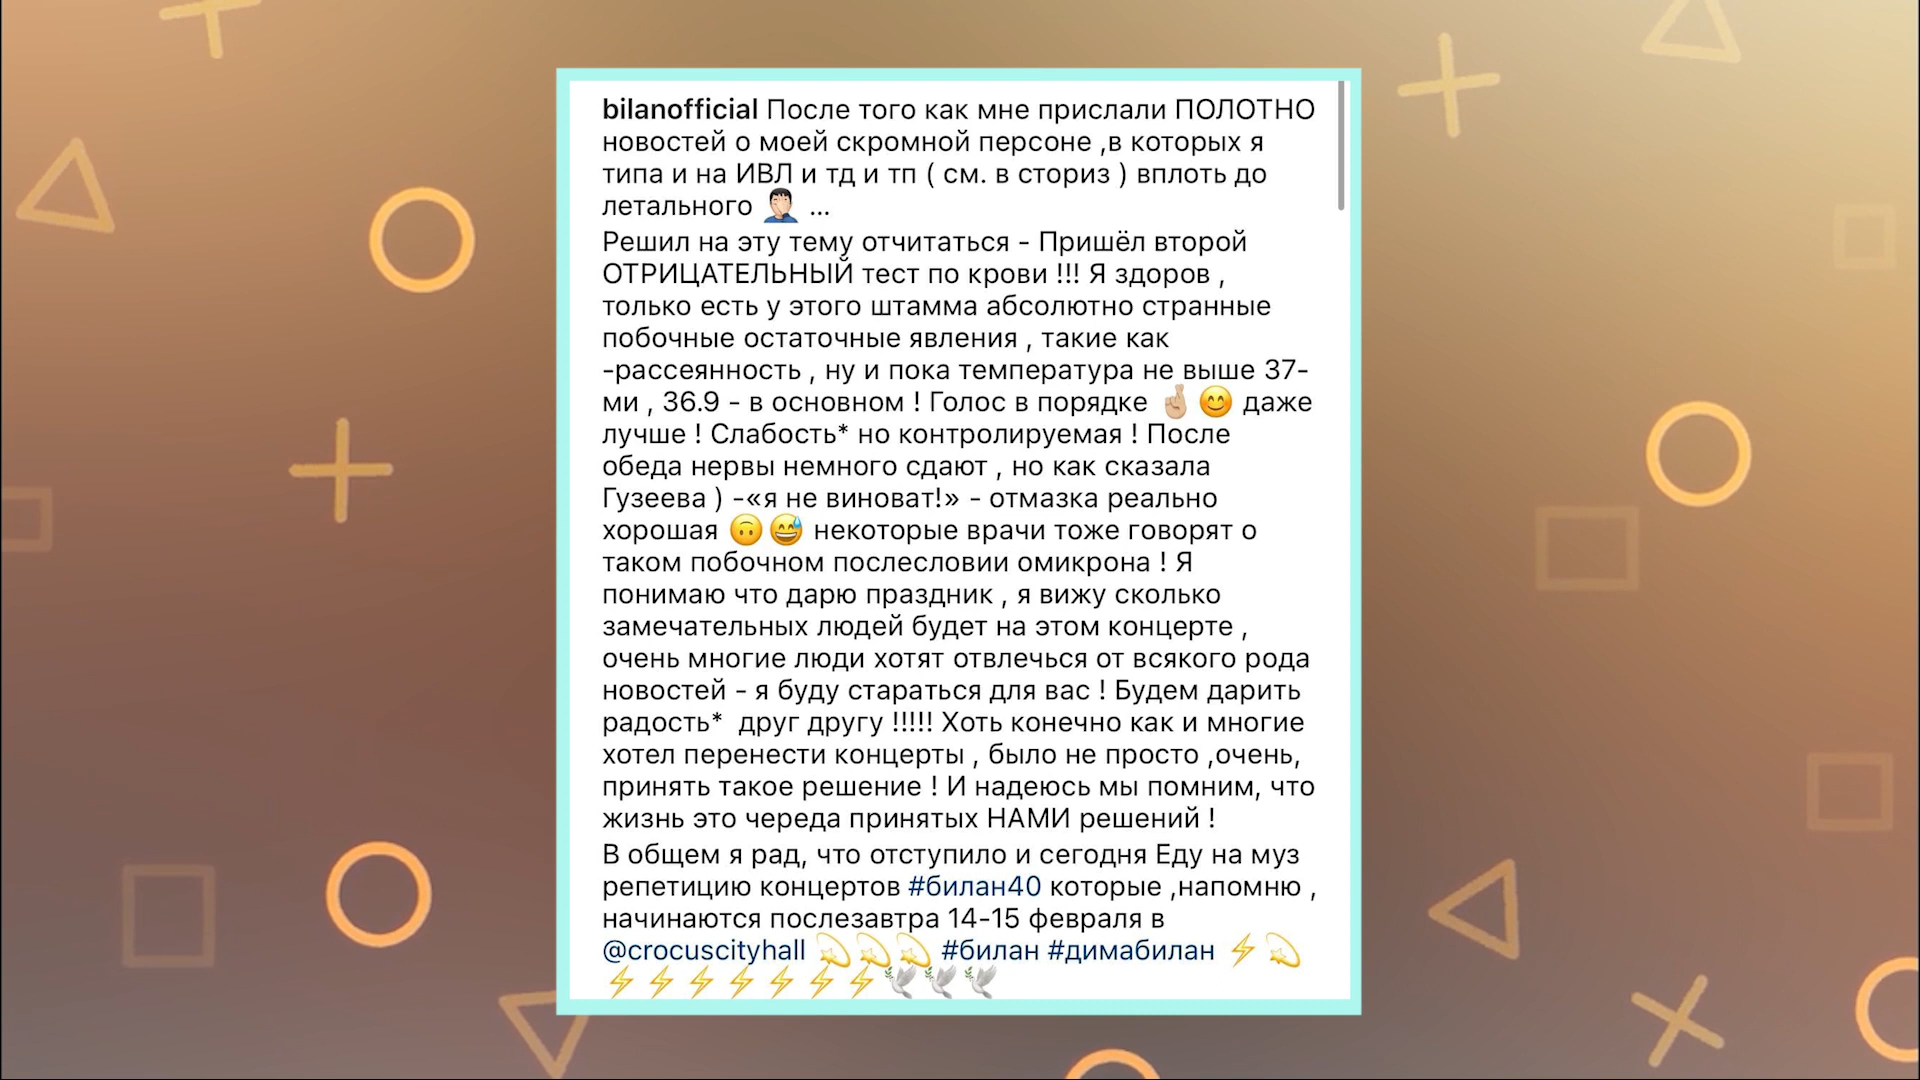 bilanofficial После того как мне прислали ПОЛОТНО
новостей о моей скромной персоне ,в которых я
типа и на ИВЛ и тд и тп ( см. в сториз ) вплоть до
летального 🤦🏻‍♂️ ...
Решил на эту тему отчитаться - Пришёл второй
ОТРИЦАТЕЛЬНЫЙ тест по крови !!! Я здоров ,
только есть у этого штамма абсолютно странные
побочные остаточные явления , такие как
-рассеянность , ну и пока температура не выше 37-
ми , 36.9 - в основном ! Голос в порядке 🤞🏼😊 даже
лучше ! Слабость* но контролируемая ! После
обеда нервы немного сдают , но как сказала
Гузеева ) -«я не виноват!» - отмазка реально
хорошая 🙃😅 некоторые врачи тоже говорят о
таком побочном послесловии омикрона ! Я
понимаю что дарю праздник , я вижу сколько
замечательных людей будет на этом концерте ,
очень многие люди хотят отвлечься от всякого рода
новостей - я буду стараться для вас ! Будем дарить
радость*  друг другу !!!!! Хоть конечно как и многие
хотел перенести концерты , было не просто ,очень,
принять такое решение ! И надеюсь мы помним, что
жизнь это череда принятых НАМИ решений !
В общем я рад, что отступило и сегодня Еду на муз
репетицию концертов #билан40 которые ,напомню ,
начинаются послезавтра 14-15 февраля в
@crocuscityhall 💫💫💫 #билан #димабилан ⚡💫
⚡⚡⚡⚡⚡⚡⚡🕊🕊🕊